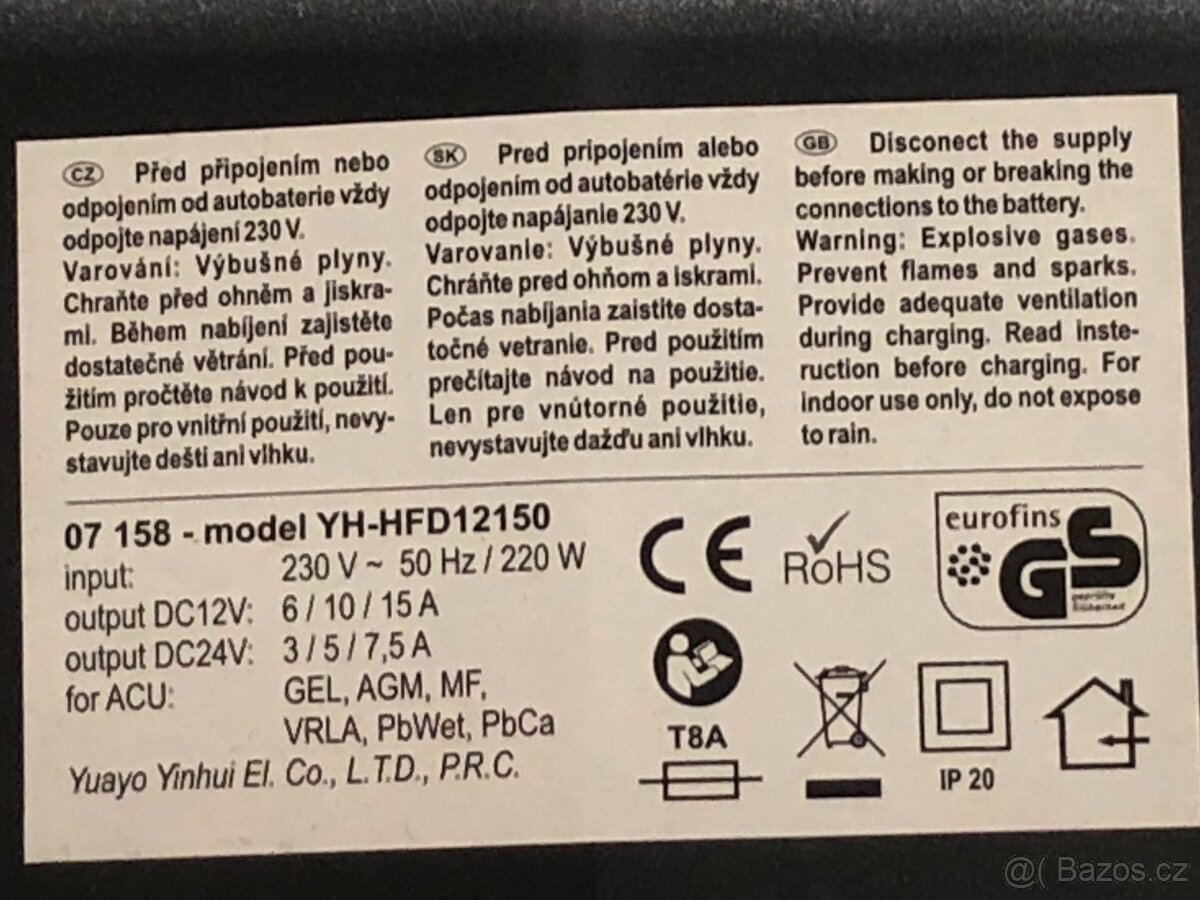 CZ Před připojením nebo
odpojením od autobaterie vždy
odpojte napájení 230 V.
Varování: Výbušné plyny.
Chraňte před ohněm a jiskra-
mi. Během nabíjení zajistěte
dostatečné větrání. Před pou-
žitím pročtěte návod k použití.
Pouze pro vnitřní použití, nevy-
stavujte dešti ani vlhku.
SK Pred pripojením alebo
odpojením od autobatérie vždy
odpojte napájanie 230 V.
Varovanie: Výbušné plyny.
Chráňte pred ohňom a iskrami.
Počas nabíjania zaistite dosta-
točné vetranie. Pred použitím
prečítajte návod na použitie.
Len pre vnútorné použitie,
nevystavujte dažďu ani vlhku.
GB Disconect the supply
before making or breaking the
connections to the battery.
Warning: Explosive gases.
Prevent flames and sparks.
Provide adequate ventilation
during charging. Read inste-
ruction before charging. For
indoor use only, do not expose
to rain.
07 158 - model YH-HFD12150
input: 230 V ~ 50 Hz / 220 W
output DC12V: 6 / 10 / 15 A
output DC24V: 3 / 5 / 7,5 A
for ACU: GEL, AGM, MF,
VRLA, PbWet, PbCa
Yuayo Yinhui El. Co., L.T.D., P.R.C.
CE
RoHS
eurofins
GS
geprüfte
Sicherheit
T8A
IP 20
@( Bazos.cz